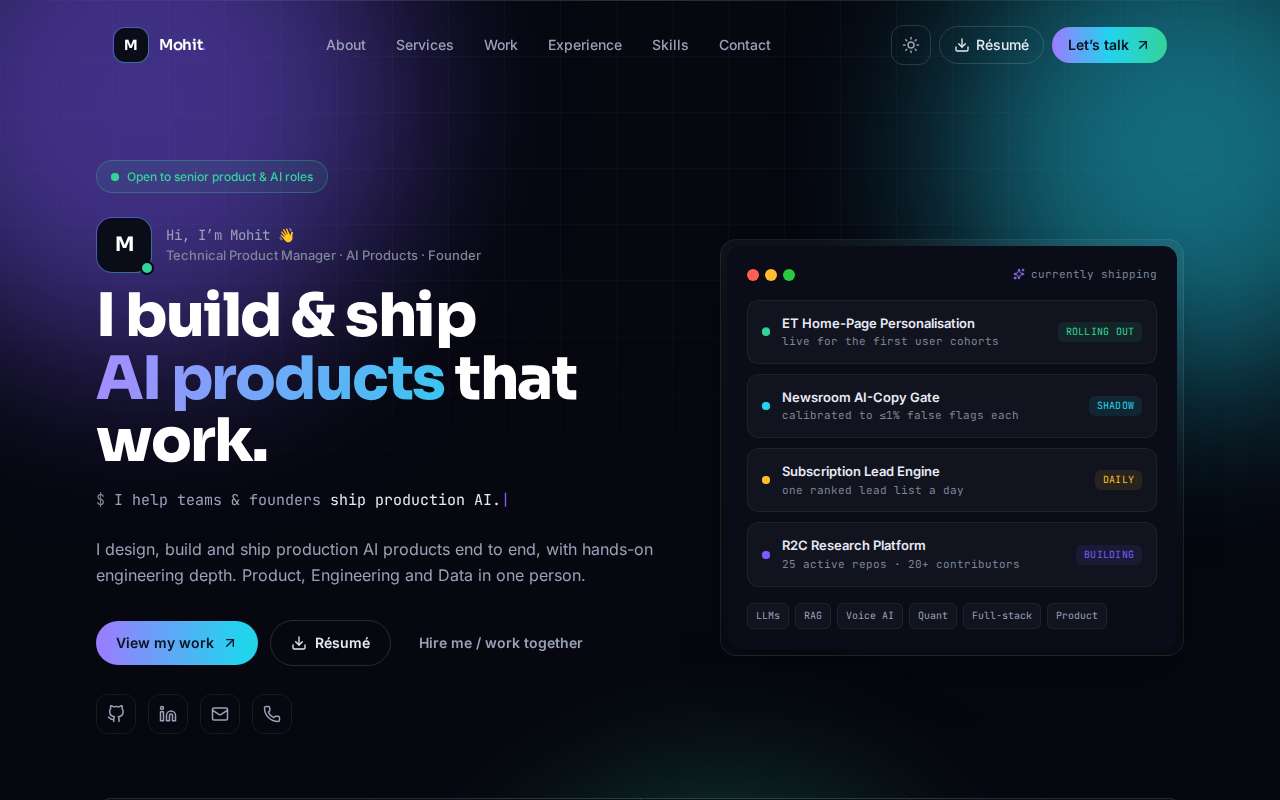 M Mohit About Services Work Experience Skills Contact Résumé Let's talk
Open to senior product & AI roles
M
Hi, I'm Mohit 👋
Technical Product Manager · AI Products · Founder
I build & ship
AI products that
work.
$ I help teams & founders ship production AI.|
I design, build and ship production AI products end to end, with hands-on
engineering depth. Product, Engineering and Data in one person.
View my work Résumé Hire me / work together
currently shipping
ET Home-Page Personalisation
live for the first user cohorts
ROLLING OUT
Newsroom AI-Copy Gate
calibrated to ≤1% false flags each
SHADOW
Subscription Lead Engine
one ranked lead list a day
DAILY
R2C Research Platform
25 active repos · 20+ contributors
BUILDING
LLMs RAG Voice AI Quant Full-stack Product